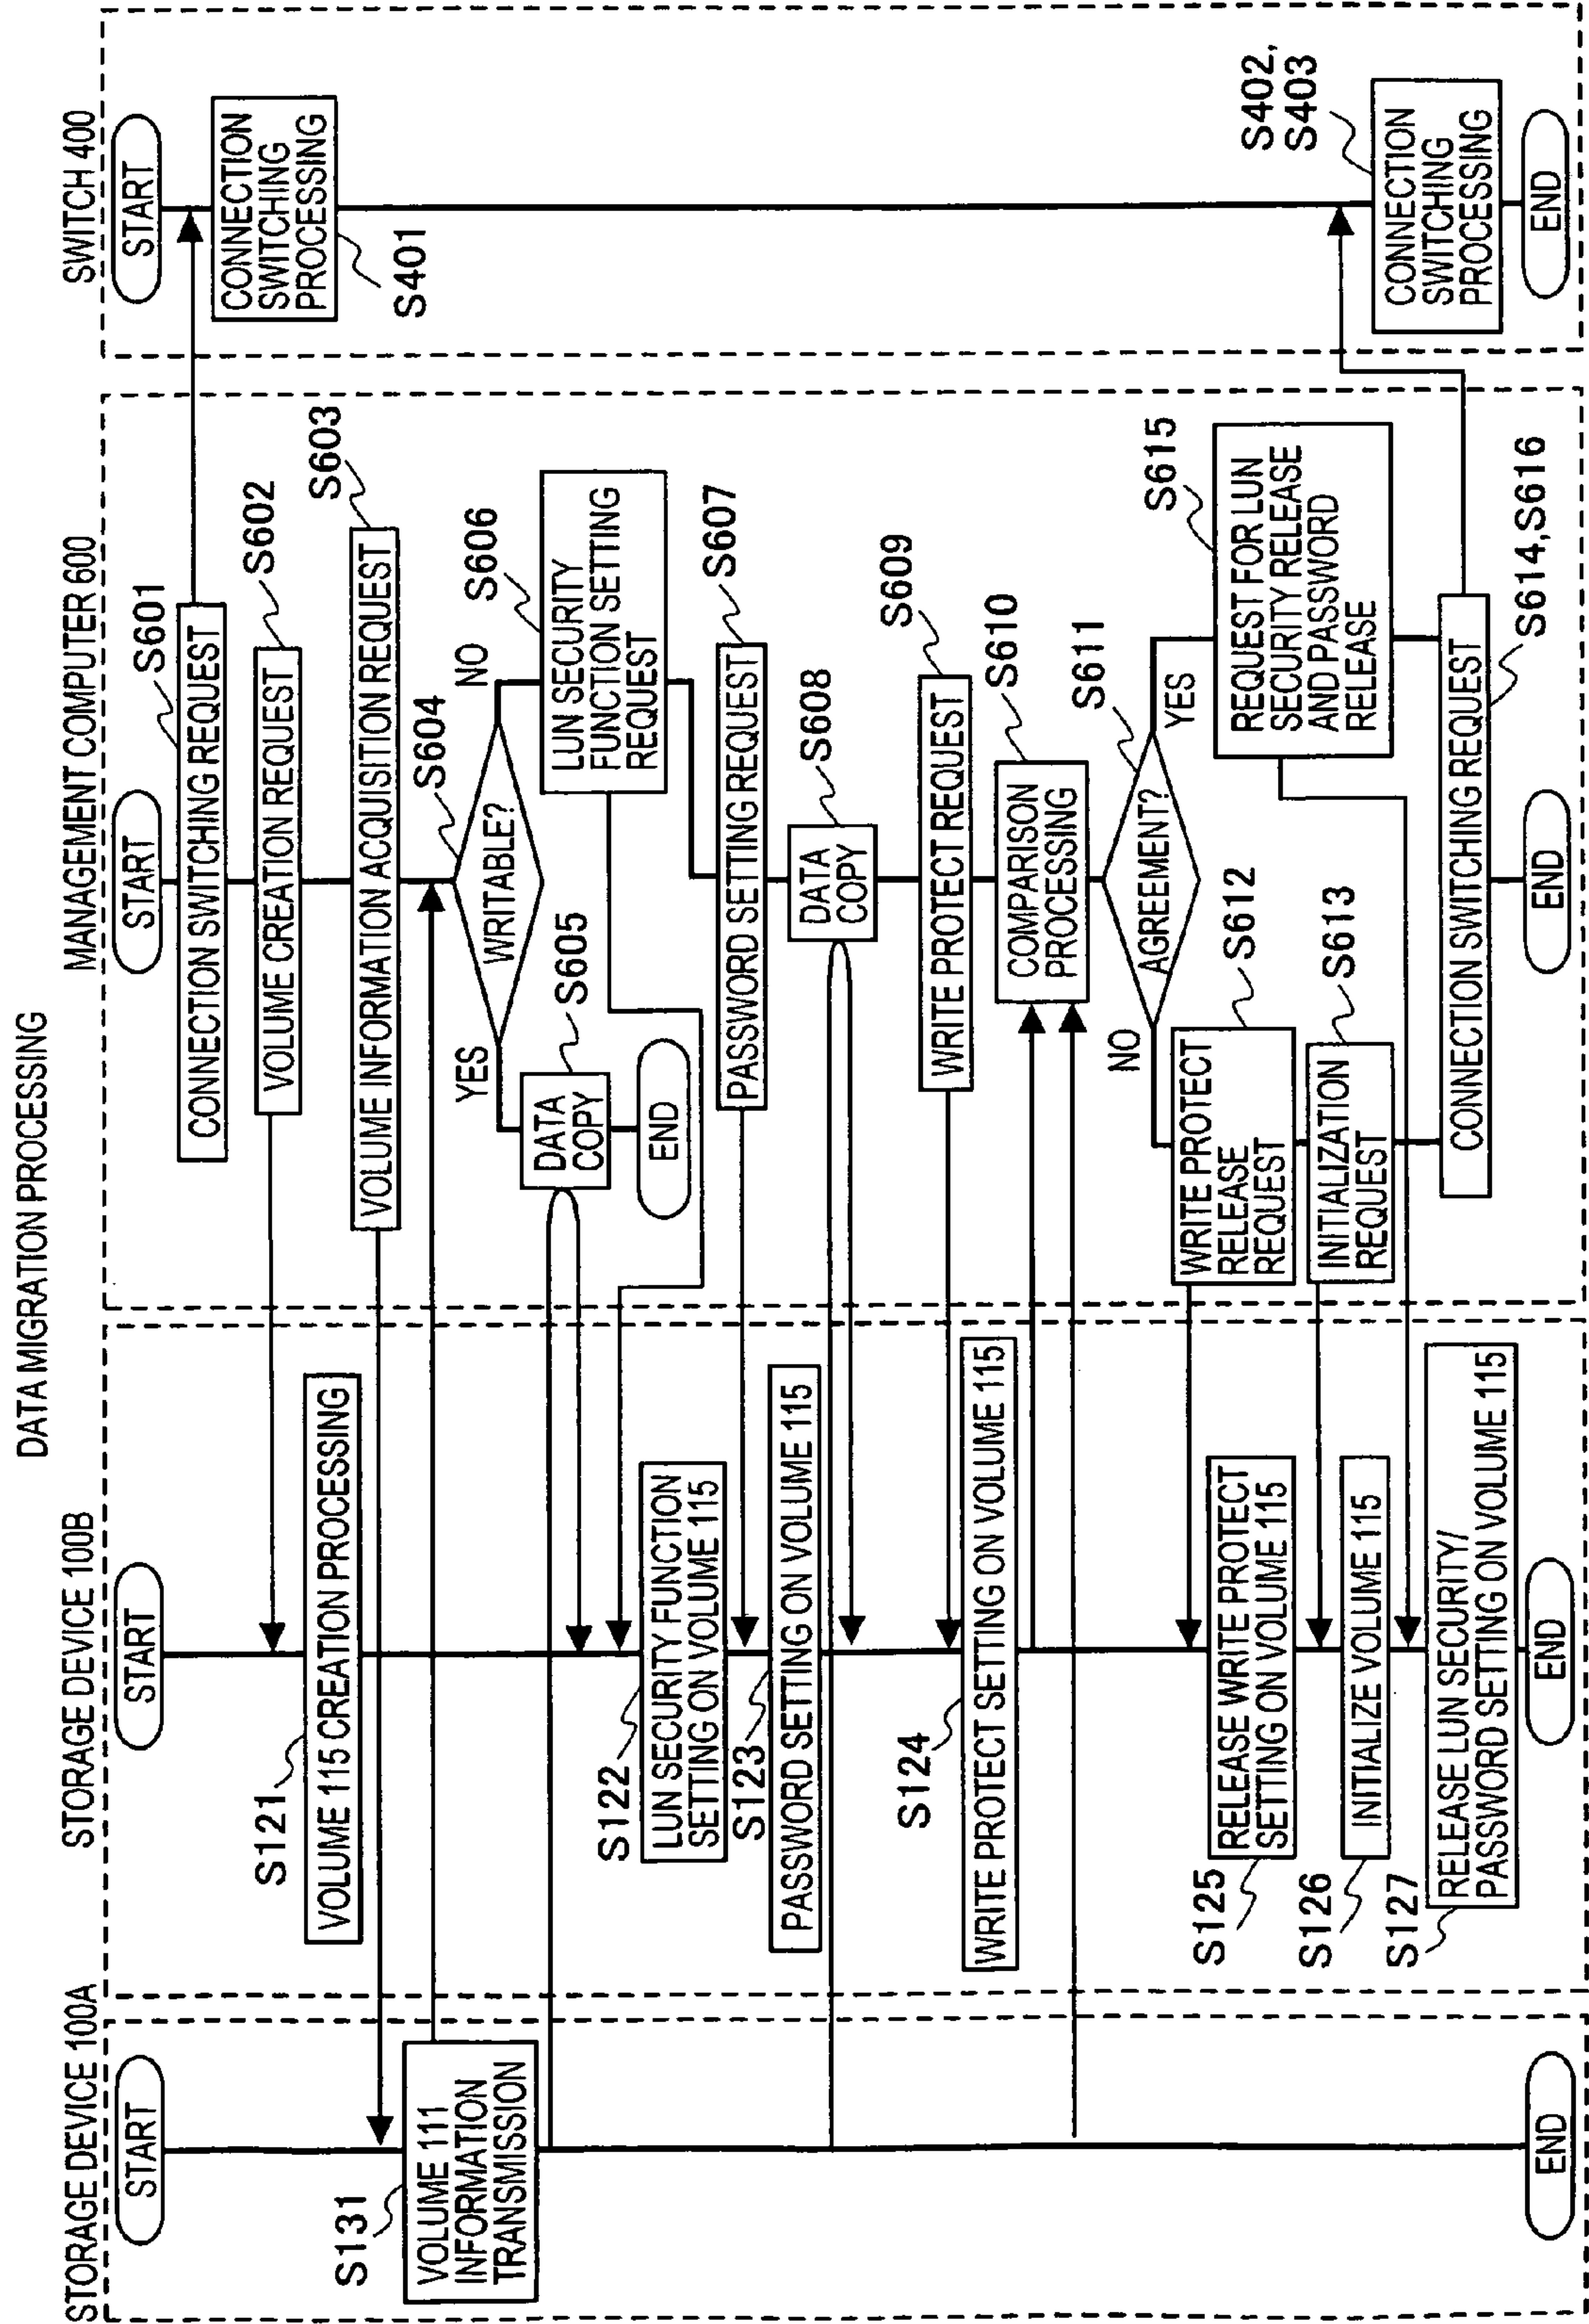 DATA MIGRATION PROCESSING
STORAGE DEVICE 100A
START
S131
VOLUME 111
INFORMATION
TRANSMISSION
END
STORAGE DEVICE 100B
START
S121
VOLUME 115 CREATION PROCESSING
S122
LUN SECURITY FUNCTION
SETTING ON VOLUME 115
S123
PASSWORD SETTING ON VOLUME 115
S124
WRITE PROTECT SETTING ON VOLUME 115
S125
RELEASE WRITE PROTECT
SETTING ON VOLUME 115
S126
INITIALIZE VOLUME 115
S127
RELEASE LUN SECURITY/
PASSWORD SETTING ON VOLUME 115
END
MANAGEMENT COMPUTER 600
START
S601
CONNECTION SWITCHING REQUEST
S602
VOLUME CREATION REQUEST
S603
VOLUME INFORMATION ACQUISITION REQUEST
S604
WRITABLE?
YES
NO
S605
DATA
COPY
END
S606
LUN SECURITY
FUNCTION SETTING
REQUEST
S607
PASSWORD SETTING REQUEST
S608
DATA
COPY
S609
WRITE PROTECT REQUEST
S610
COMPARISON
PROCESSING
S611
AGREEMENT?
NO
YES
S612
WRITE PROTECT
RELEASE
REQUEST
S613
INITIALIZATION
REQUEST
S615
REQUEST FOR LUN
SECURITY RELEASE
AND PASSWORD
RELEASE
CONNECTION SWITCHING REQUEST
S614,S616
END
SWITCH 400
START
CONNECTION
SWITCHING
PROCESSING
S401
S402,
S403
CONNECTION
SWITCHING
PROCESSING
END